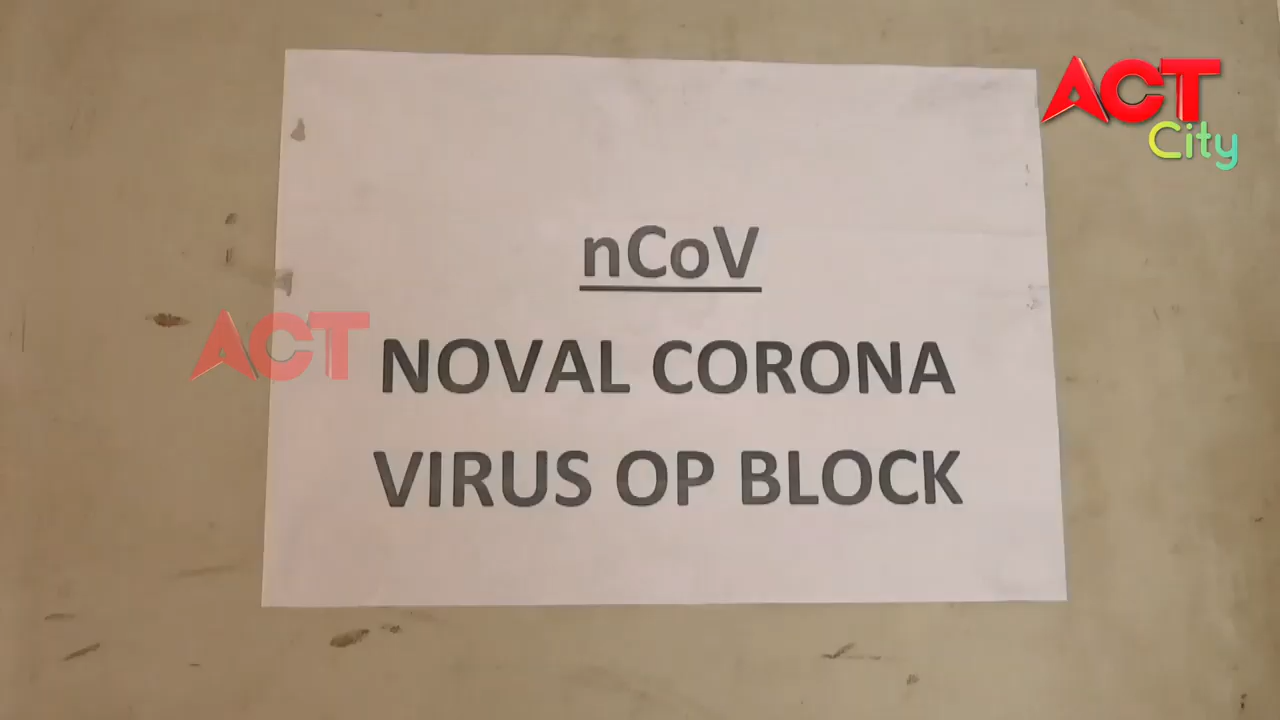 ACT
City
nCoV
ACT
NOVAL CORONA
VIRUS OP BLOCK